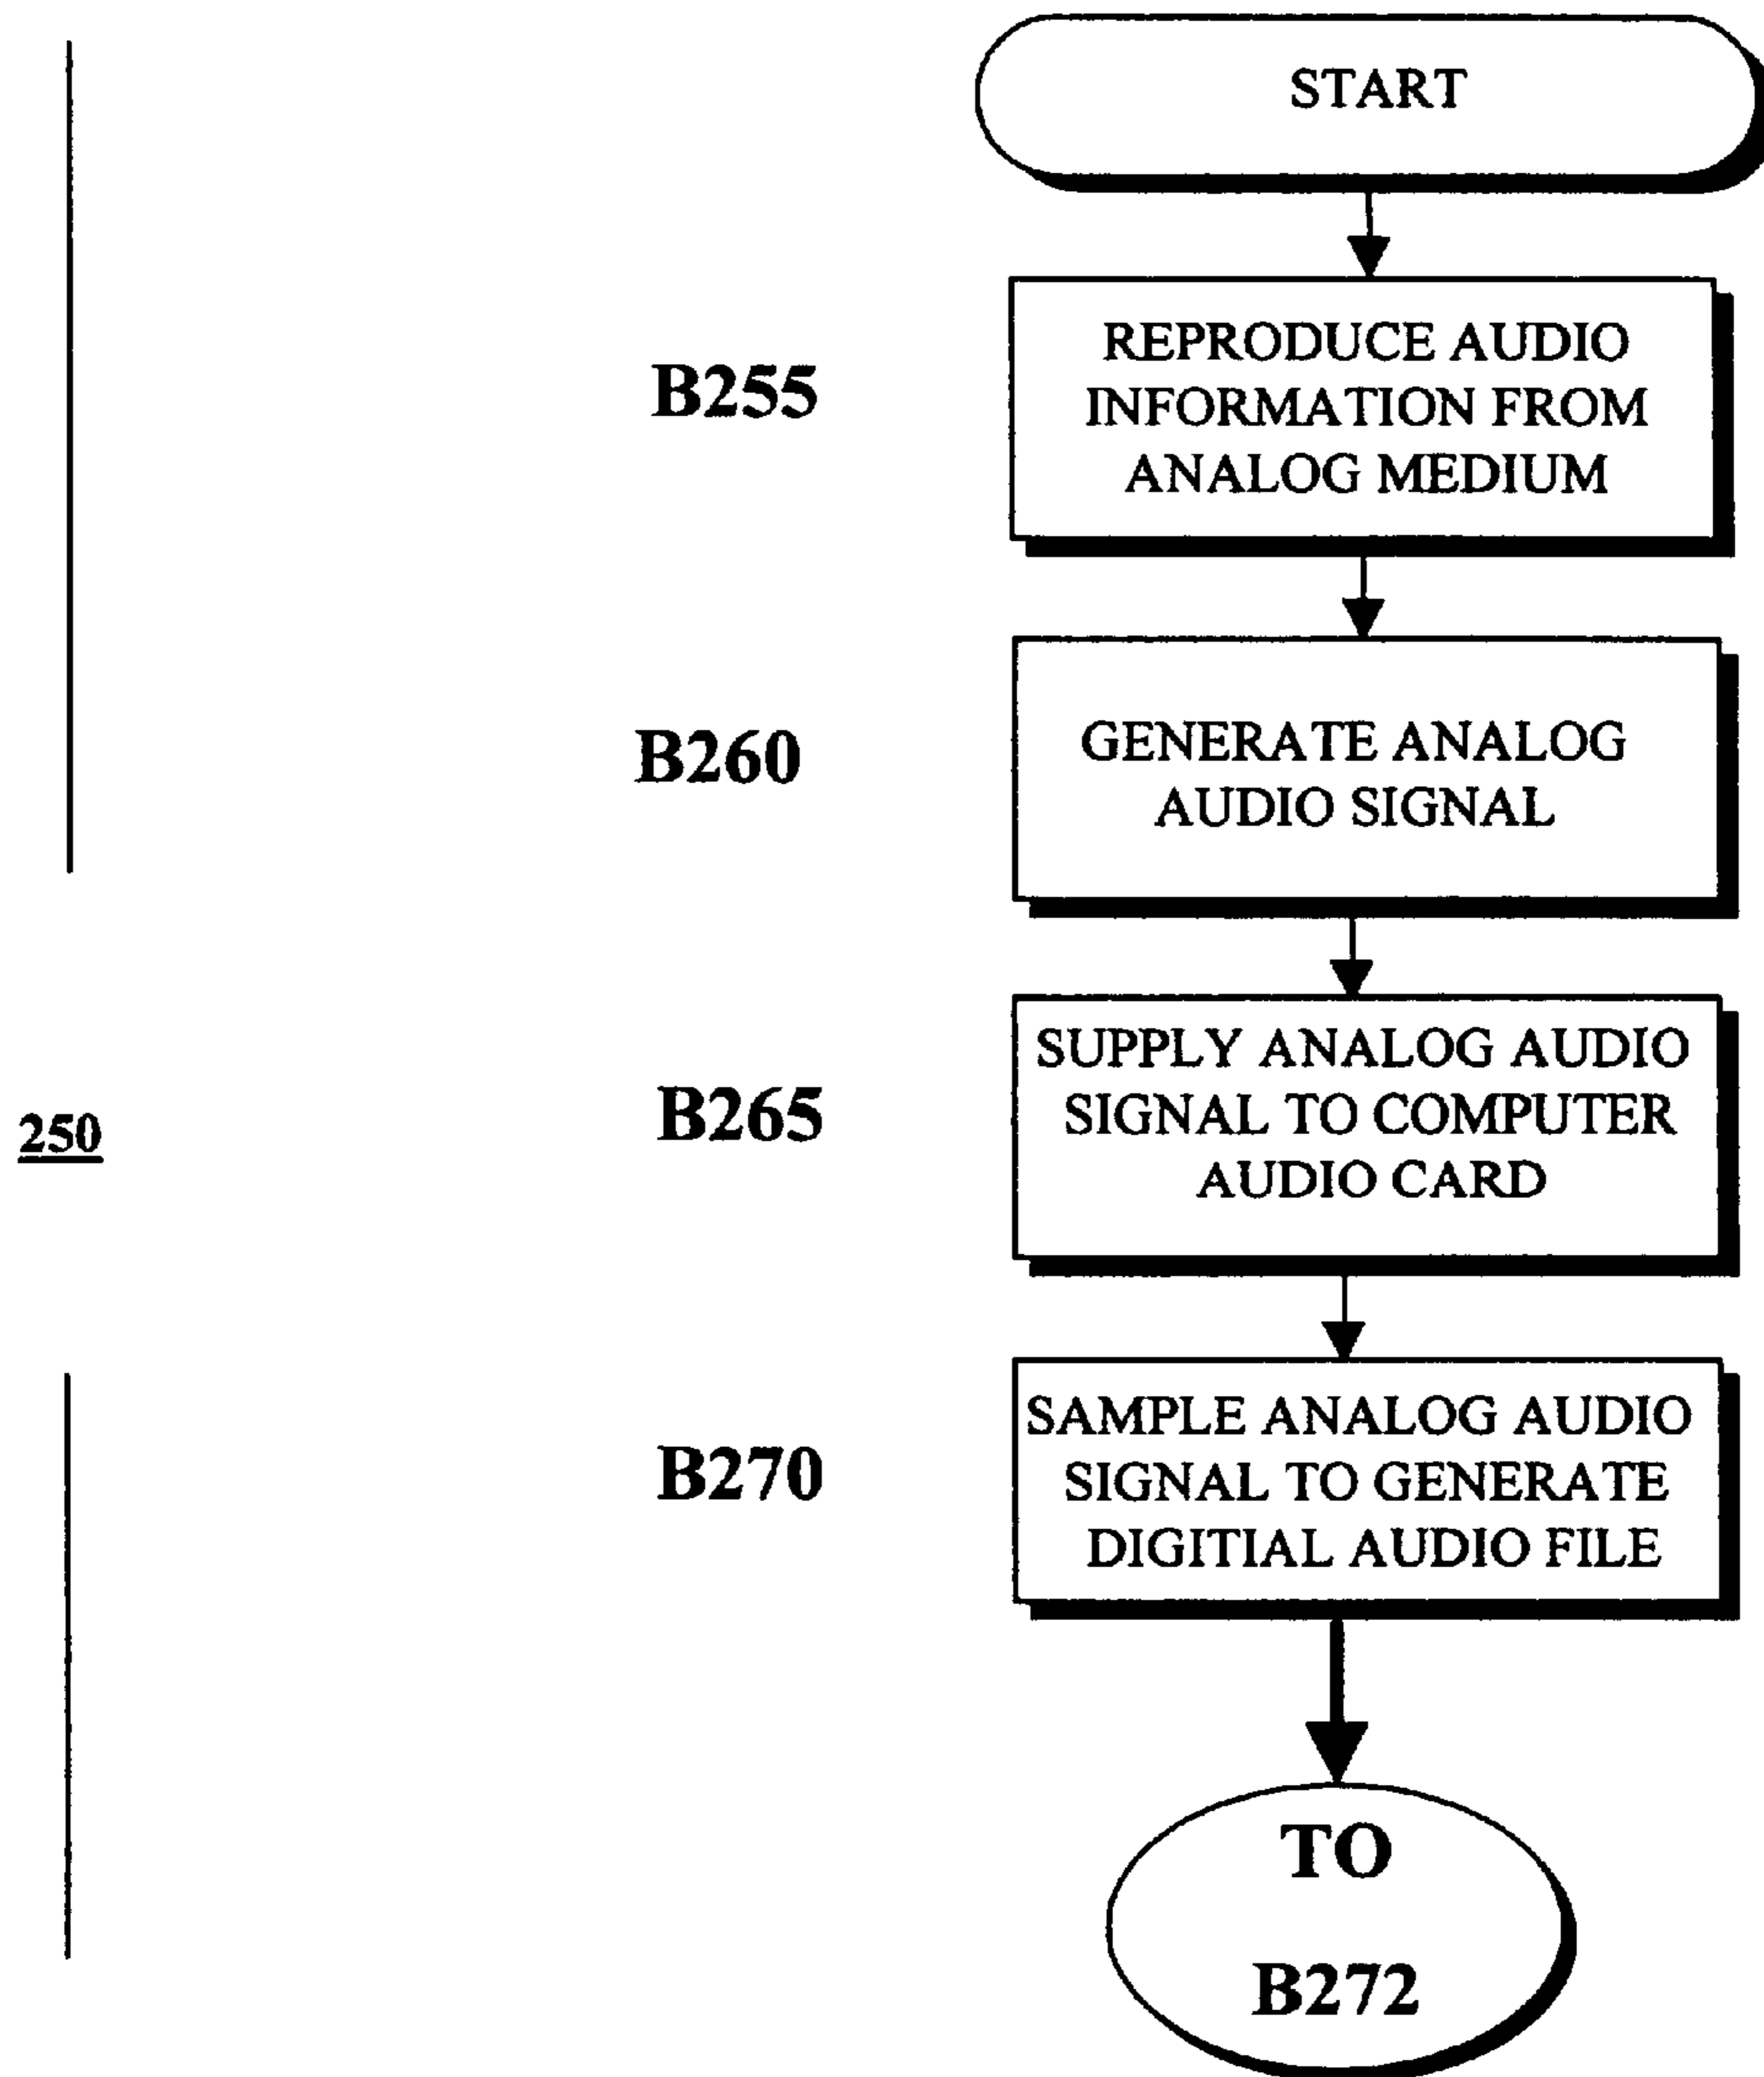 START
B255
REPRODUCE AUDIO
INFORMATION FROM
ANALOG MEDIUM
B260
GENERATE ANALOG
AUDIO SIGNAL
250
B265
SUPPLY ANALOG AUDIO
SIGNAL TO COMPUTER
AUDIO CARD
B270
SAMPLE ANALOG AUDIO
SIGNAL TO GENERATE
DIGITIAL AUDIO FILE
TO
B272